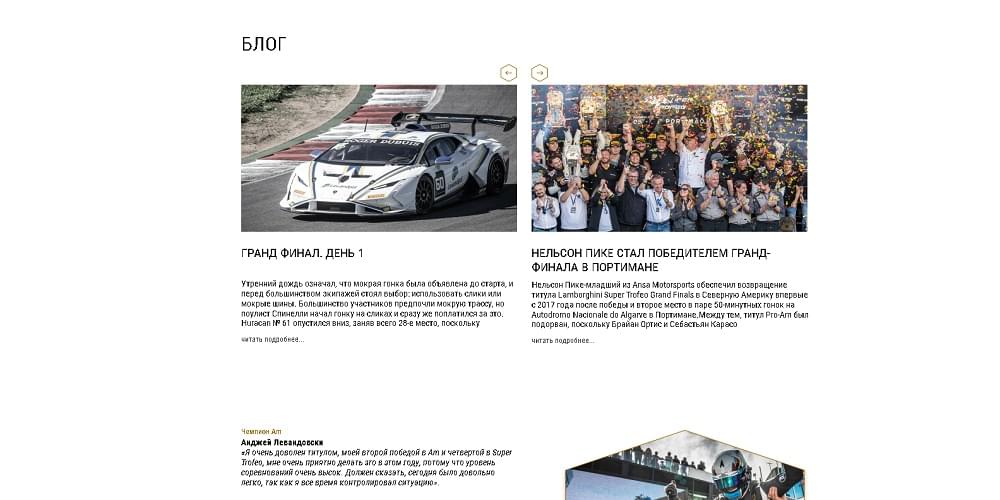 БЛОГ
ROGER DUBUIS
60
PORTIMÃO
ГРАНД ФИНАЛ. ДЕНЬ 1
Утренний дождь означал, что мокрая гонка была объявлена до старта, и
перед большинством экипажей стоял выбор: использовать слики или
мокрые шины. Большинство участников предпочли мокрую трассу, но
поулист Спинелли начал гонку на сликах и сразу же поплатился за это.
Huracan № 61 опустился вниз, заняв всего 28-е место, поскольку
читать подробнее...
НЕЛЬСОН ПИКЕ СТАЛ ПОБЕДИТЕЛЕМ ГРАНД-
ФИНАЛА В ПОРТИМАНЕ
Нельсон Пике-младший из Ansa Motorsports обеспечил возвращение
титула Lamborghini Super Trofeo Grand Finals в Северную Америку впервые
с 2017 года после победы и второе место в паре 50-минутных гонок на
Autodromo Nacionale do Algarve в Портимане,Между тем, титул Pro-Am был
подорван, поскольку Брайан Ортис и Себастьян Карасо
читать подробнее...
Чемпион Am
Анджей Левандовски
«Я очень доволен титулом, моей второй победой в Am и четвертой в Super
Trofeo, мне очень приятно делать это в этом году, потому что уровень
соревнований очень высок. Должен сказать, сегодня было довольно
легко, так как я все время контролировал ситуацию».